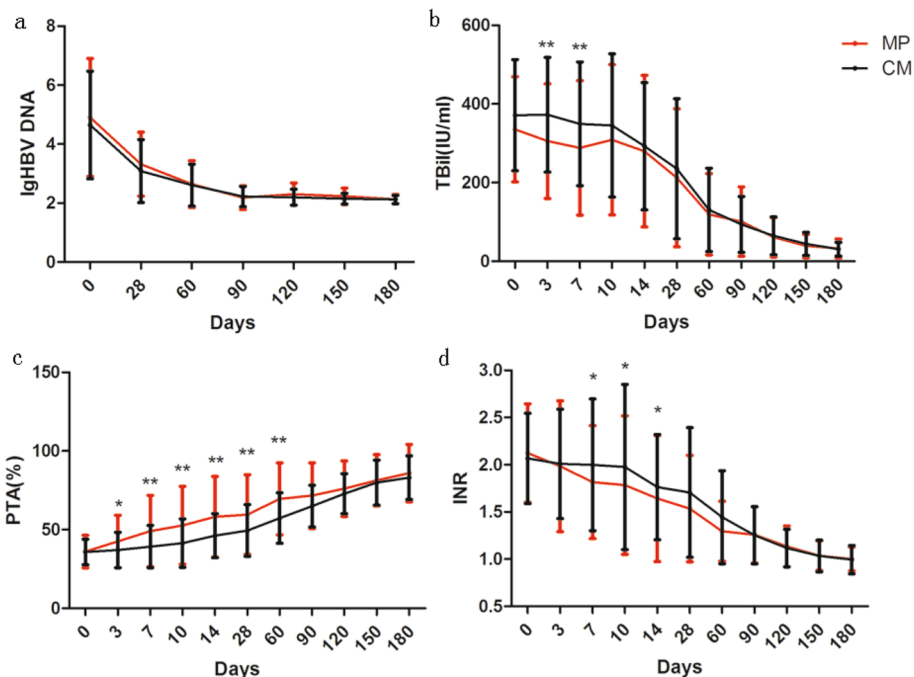 a
8
6
4
2
0
lgHBV DNA
0 28 60 90 120 150 180
Days
b
600
400
200
0
TBil(IU/ml)
** **
0 3 7 10 14 28 60 90 120 150 180
Days
MP
CM
c
150
100
50
0
PTA(%)
* ** ** ** ** **
0 3 7 10 14 28 60 90 120 150 180
Days
d
3.0
2.5
2.0
1.5
1.0
0.5
INR
* * *
0 3 7 10 14 28 60 90 120 150 180
Days